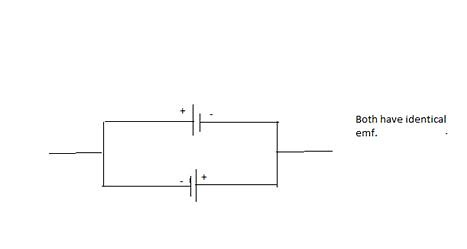 + -
Both have identical
emf.
- +